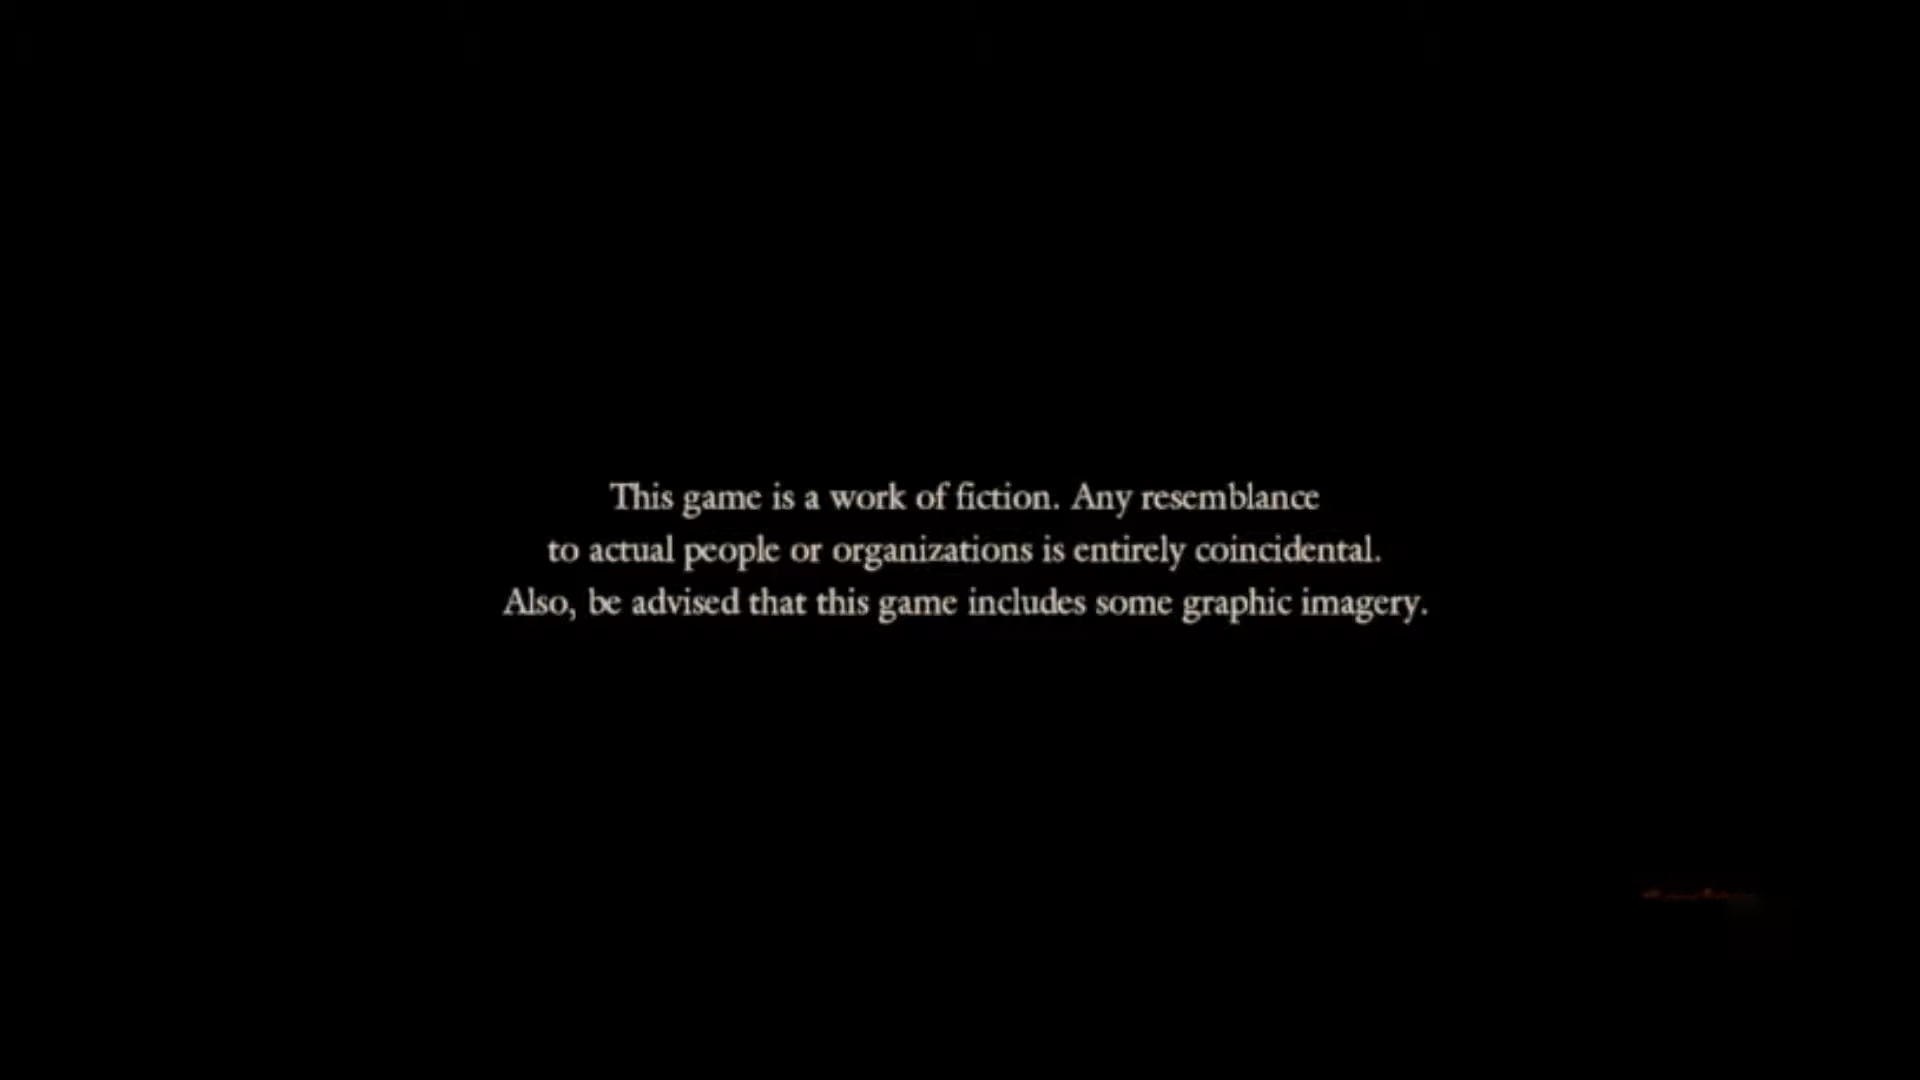 This game is a work of fiction. Any resemblance
to actual people or organizations is entirely coincidental.
Also, be advised that this game includes some graphic imagery.